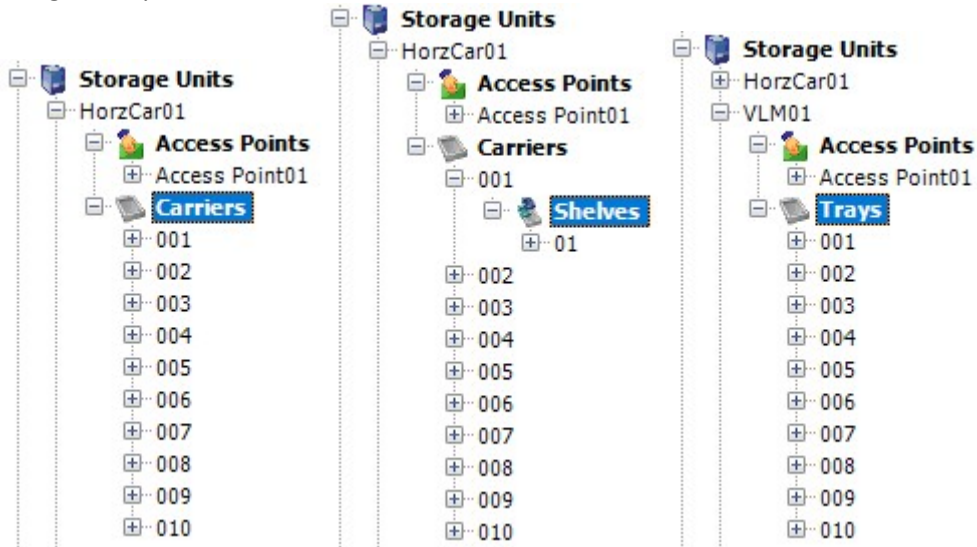 Storage Units
HorzCar01
Access Points
Access Point01
Carriers
001
002
003
004
005
006
007
008
009
010
Storage Units
HorzCar01
Access Points
Access Point01
Carriers
001
Shelves
01
002
003
004
005
006
007
008
009
010
Storage Units
HorzCar01
VLM01
Access Points
Access Point01
Trays
001
002
003
004
005
006
007
008
009
010